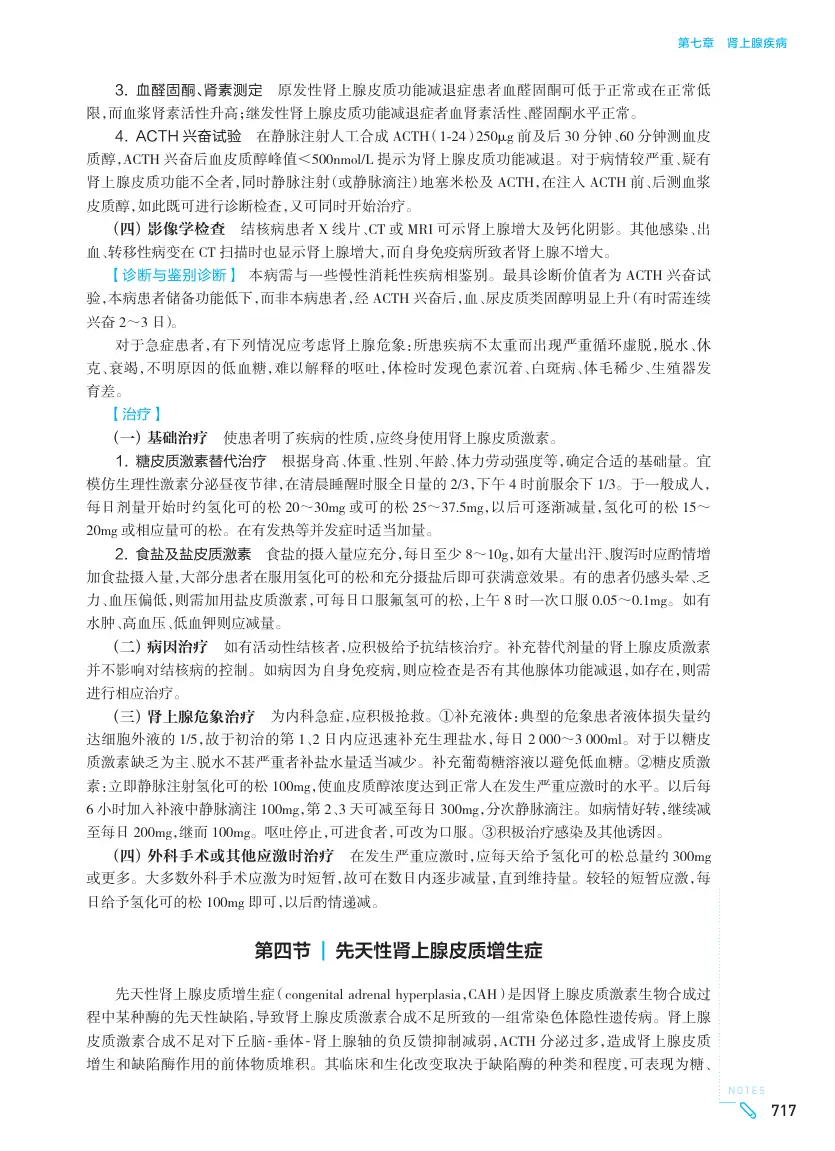 第七章 肾上腺疾病
3. 血醛固酮、肾素测定 原发性肾上腺皮质功能减退症患者血醛固酮可低于正常或在正常低
限,而血浆肾素活性升高;继发性肾上腺皮质功能减退症者血肾素活性、醛固酮水平正常。
4. ACTH 兴奋试验 在静脉注射人工合成 ACTH(1-24)250μg 前及后 30 分钟、60 分钟测血皮
质醇,ACTH 兴奋后血皮质醇峰值<500nmol/L 提示为肾上腺皮质功能减退。对于病情较严重、疑有
肾上腺皮质功能不全者,同时静脉注射(或静脉滴注)地塞米松及 ACTH,在注入 ACTH 前、后测血浆
皮质醇,如此既可进行诊断检查,又可同时开始治疗。
(四)影像学检查 结核病患者 X 线片、CT 或 MRI 可示肾上腺增大及钙化阴影。其他感染、出
血、转移性病变在 CT 扫描时也显示肾上腺增大,而自身免疫病所致者肾上腺不增大。
【诊断与鉴别诊断】 本病需与一些慢性消耗性疾病相鉴别。最具诊断价值者为 ACTH 兴奋试
验,本病患者储备功能低下,而非本病患者,经 ACTH 兴奋后,血、尿皮质类固醇明显上升(有时需连续
兴奋 2～3 日)。
对于急症患者,有下列情况应考虑肾上腺危象:所患疾病不太重而出现严重循环虚脱,脱水、休
克、衰竭,不明原因的低血糖,难以解释的呕吐,体检时发现色素沉着、白斑病、体毛稀少、生殖器发
育差。
【治疗】
(一)基础治疗 使患者明了疾病的性质,应终身使用肾上腺皮质激素。
1. 糖皮质激素替代治疗 根据身高、体重、性别、年龄、体力劳动强度等,确定合适的基础量。宜
模仿生理性激素分泌昼夜节律,在清晨睡醒时服全日量的 2/3,下午 4 时前服余下 1/3。于一般成人,
每日剂量开始时约氢化可的松 20～30mg 或可的松 25～37.5mg,以后可逐渐减量,氢化可的松 15～
20mg 或相应量可的松。在有发热等并发症时适当加量。
2. 食盐及盐皮质激素 食盐的摄入量应充分,每日至少 8～10g,如有大量出汗、腹泻时应酌情增
加食盐摄入量,大部分患者在服用氢化可的松和充分摄盐后即可获满意效果。有的患者仍感头晕、乏
力、血压偏低,则需加用盐皮质激素,可每日口服氟氢可的松,上午 8 时一次口服 0.05～0.1mg。如有
水肿、高血压、低血钾则应减量。
(二)病因治疗 如有活动性结核者,应积极给予抗结核治疗。补充替代剂量的肾上腺皮质激素
并不影响对结核病的控制。如病因为自身免疫病,则应检查是否有其他腺体功能减退,如存在,则需
进行相应治疗。
(三)肾上腺危象治疗 为内科急症,应积极抢救。①补充液体:典型的危象患者液体损失量约
达细胞外液的 1/5,故于初治的第 1、2 日内应迅速补充生理盐水,每日 2 000～3 000ml。对于以糖皮
质激素缺乏为主、脱水不甚严重者补盐水量适当减少。补充葡萄糖溶液以避免低血糖。②糖皮质激
素:立即静脉注射氢化可的松 100mg,使血皮质醇浓度达到正常人在发生严重应激时的水平。以后每
6 小时加入补液中静脉滴注 100mg,第 2、3 天可减至每日 300mg,分次静脉滴注。如病情好转,继续减
至每日 200mg,继而 100mg。呕吐停止,可进食者,可改为口服。③积极治疗感染及其他诱因。
(四)外科手术或其他应激时治疗 在发生严重应激时,应每天给予氢化可的松总量约 300mg
或更多。大多数外科手术应激为时短暂,故可在数日内逐步减量,直到维持量。较轻的短暂应激,每
日给予氢化可的松 100mg 即可,以后酌情递减。
第四节 | 先天性肾上腺皮质增生症
先天性肾上腺皮质增生症(congenital adrenal hyperplasia,CAH)是因肾上腺皮质激素生物合成过
程中某种酶的先天性缺陷,导致肾上腺皮质激素合成不足所致的一组常染色体隐性遗传病。肾上腺
皮质激素合成不足对下丘脑-垂体-肾上腺轴的负反馈抑制减弱,ACTH 分泌过多,造成肾上腺皮质
增生和缺陷酶作用的前体物质堆积。其临床和生化改变取决于缺陷酶的种类和程度,可表现为糖、
NOTES
717